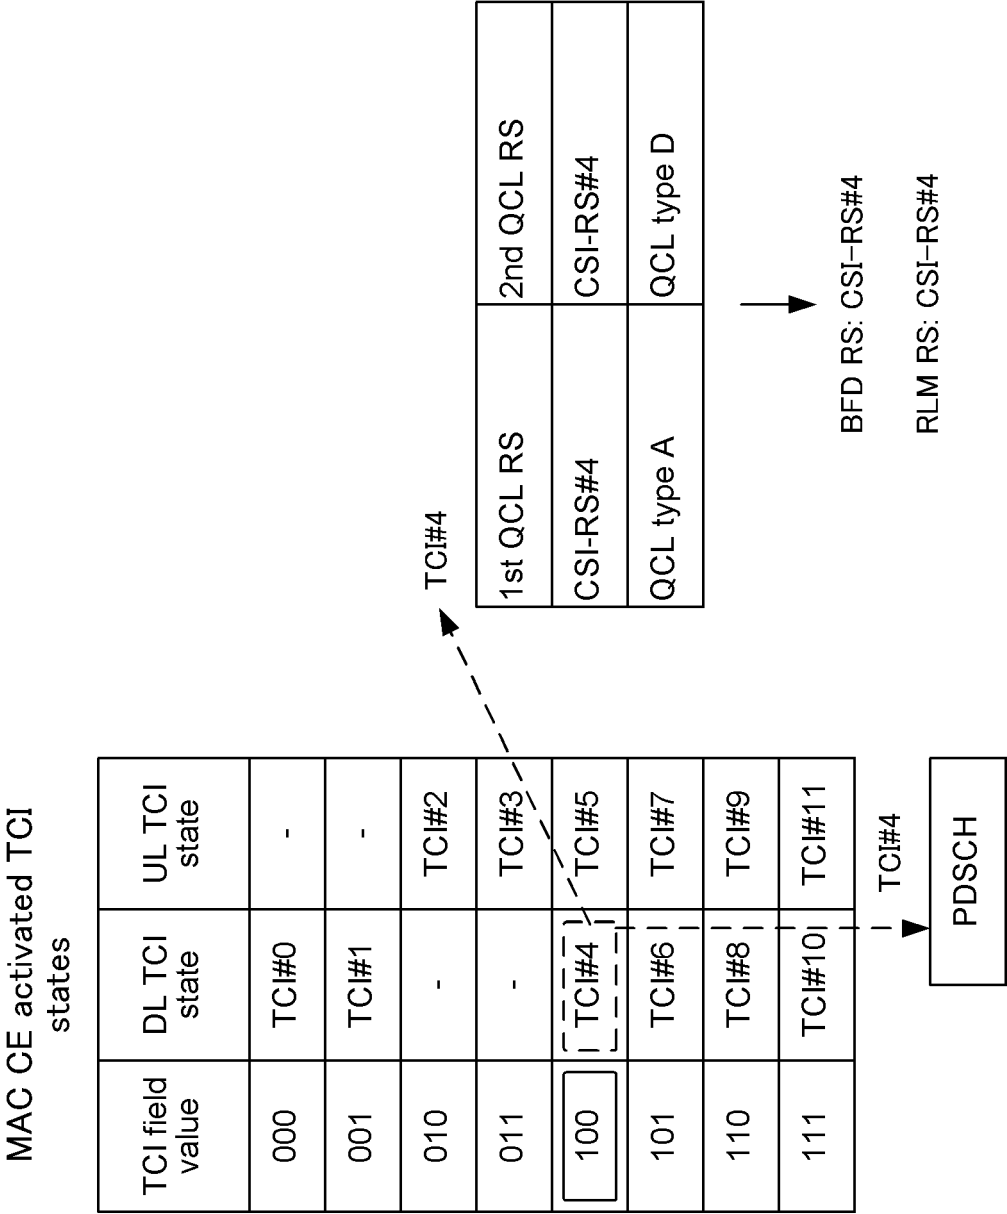 MAC CE activated TCI
states
TCI field
value
DL TCI
state
UL TCI
state
000
TCI#0
-
001
TCI#1
-
010
-
TCI#2
011
-
TCI#3
100
TCI#4
TCI#5
101
TCI#6
TCI#7
110
TCI#8
TCI#9
111
TCI#10
TCI#11
TCI#4
PDSCH
TCI#4
1st QCL RS
2nd QCL RS
CSI-RS#4
CSI-RS#4
QCL type A
QCL type D
BFD RS: CSI-RS#4
RLM RS: CSI-RS#4